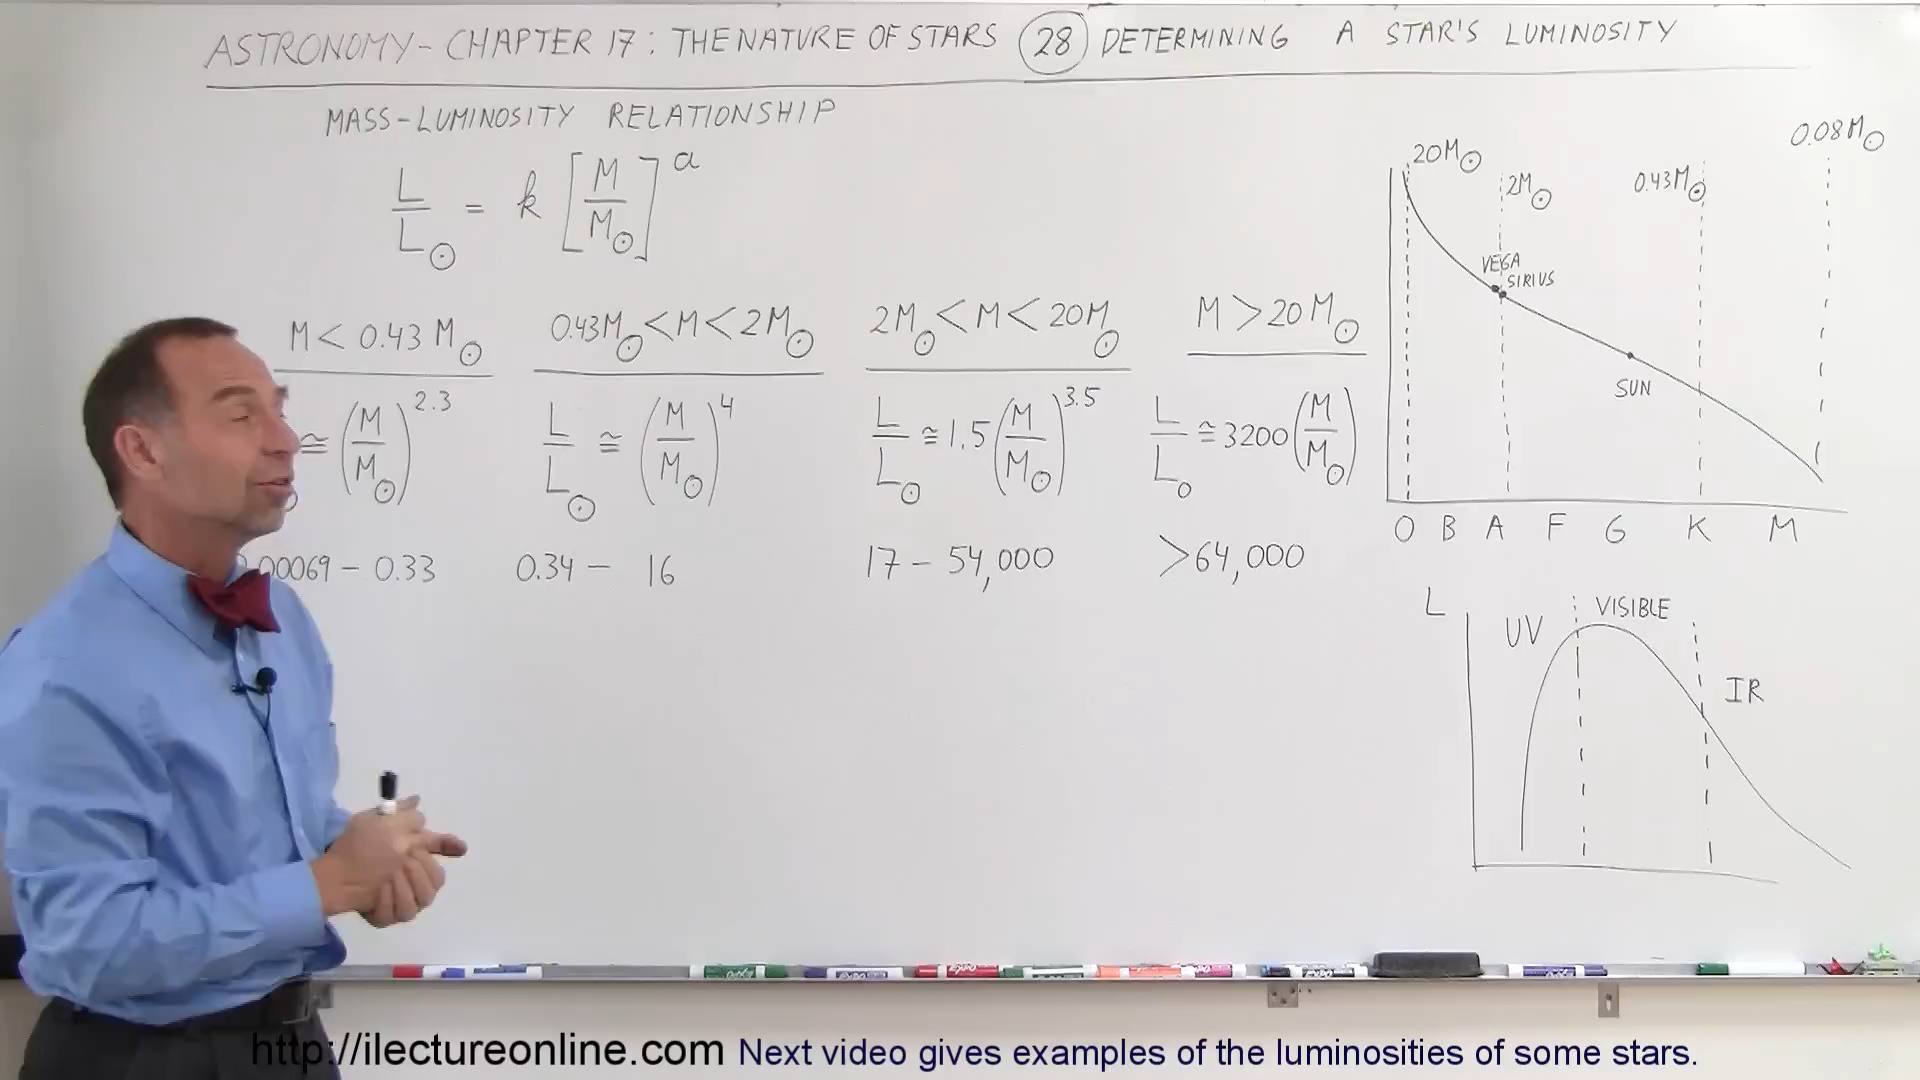 ASTRONOMY - CHAPTER 17: THE NATURE OF STARS 28 DETERMINING A STAR'S LUMINOSITY
MASS-LUMINOSITY RELATIONSHIP
L/L⊙ = k [M/M⊙]^a
M < 0.43 M⊙
0.43M⊙ < M < 2M⊙
2M⊙ < M < 20M⊙
M > 20 M⊙
≅ (M/M⊙)^2.3
L/L⊙ ≅ (M/M⊙)^4
L/L⊙ ≅ 1.5 (M/M⊙)^3.5
L/L⊙ ≅ 3200 (M/M⊙)
.00069 - 0.33
0.34 - 16
17 - 54,000
>64,000
20M⊙
2M⊙
0.43M⊙
0.08M⊙
VEGA
SIRIUS
SUN
O B A F G K M
L
UV
VISIBLE
IR
http://ilectureonline.com Next video gives examples of the luminosities of some stars.